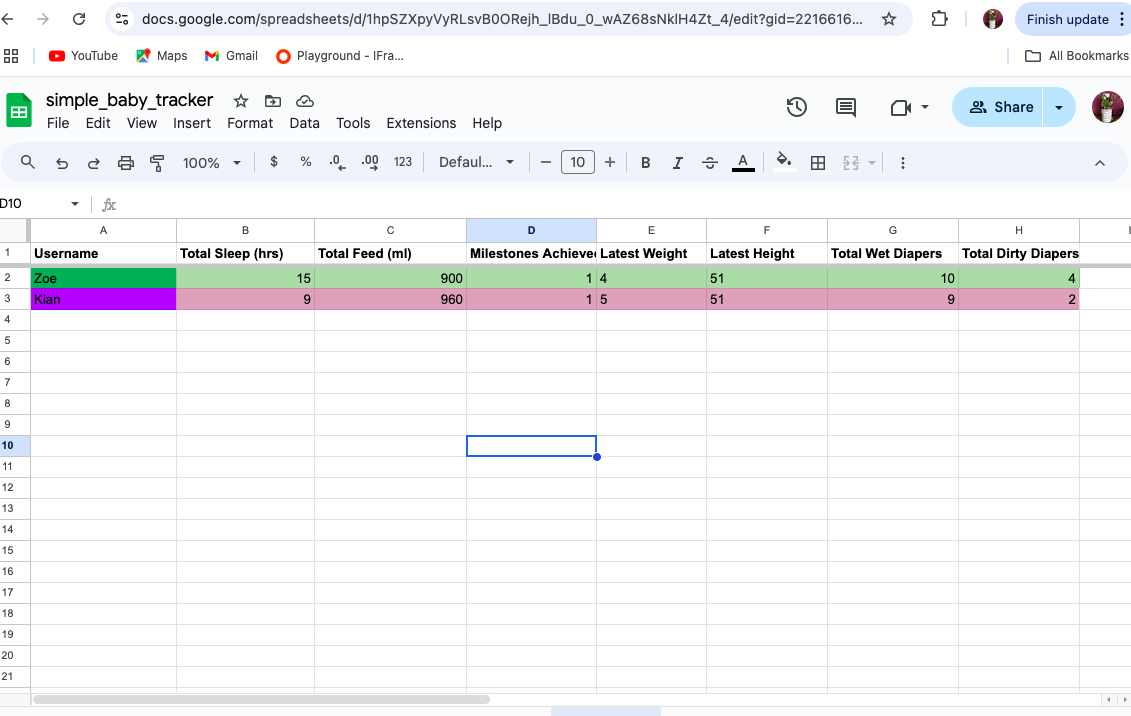 docs.google.com/spreadsheets/d/1hpSZXpyVyRLsvB0ORejh_lBdu_0_wAZ68sNklH4Zt_4/edit?gid=2216616... Finish update
YouTube Maps Gmail Playground - IFra... All Bookmarks
simple_baby_tracker
File Edit View Insert Format Data Tools Extensions Help
Share
100% $ % .0 .00 123 Defaul... 10 B I S A
D10 fx
A B C D E F G H I
1 Username Total Sleep (hrs) Total Feed (ml) Milestones Achieve Latest Weight Latest Height Total Wet Diapers Total Dirty Diapers
2 Zoe 15 900 1 4 51 10 4
3 Kian 9 960 1 5 51 9 2
4
5
6
7
8
9
10
11
12
13
14
15
16
17
18
19
20
21